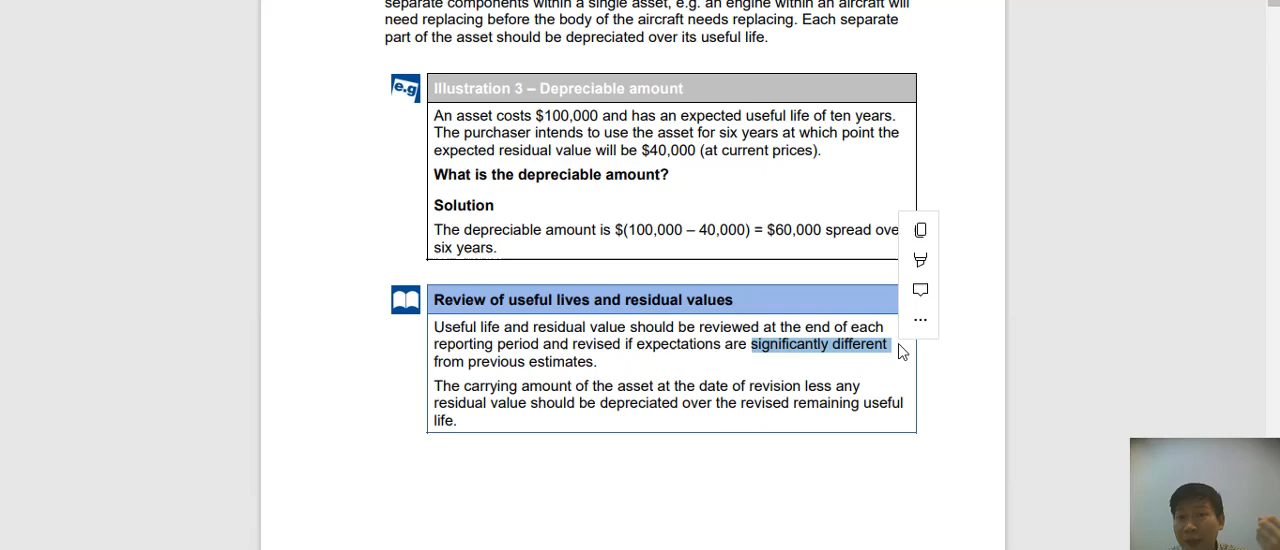 separate components within a single asset, e.g. an engine within an aircraft will
need replacing before the body of the aircraft needs replacing. Each separate
part of the asset should be depreciated over its useful life.
e.g
Illustration 3 – Depreciable amount
An asset costs $100,000 and has an expected useful life of ten years.
The purchaser intends to use the asset for six years at which point the
expected residual value will be $40,000 (at current prices).
What is the depreciable amount?
Solution
The depreciable amount is $(100,000 – 40,000) = $60,000 spread ove
six years.
Review of useful lives and residual values
Useful life and residual value should be reviewed at the end of each
reporting period and revised if expectations are significantly different
from previous estimates.
The carrying amount of the asset at the date of revision less any
residual value should be depreciated over the revised remaining useful
life.